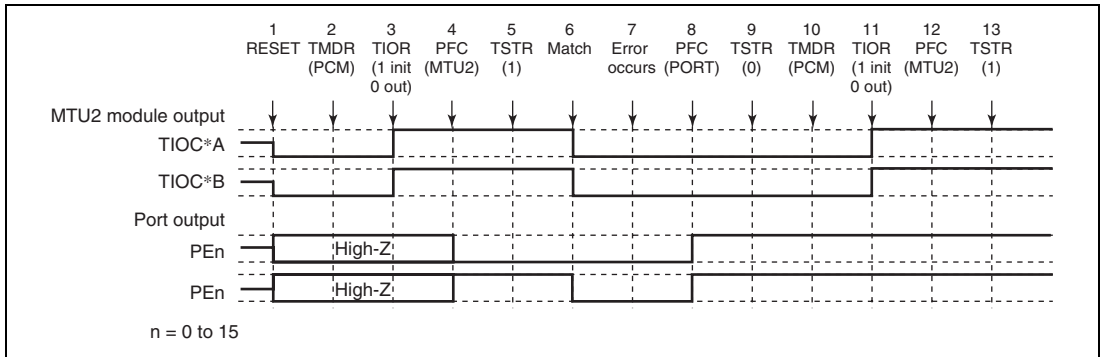 1 2 3 4 5 6 7 8 9 10 11 12 13
RESET TMDR TIOR PFC TSTR Match Error PFC TSTR TMDR TIOR PFC TSTR
(PCM) (1 init (MTU2) (1) occurs (PORT) (0) (PCM) (1 init (MTU2) (1)
0 out) 0 out)
MTU2 module output
TIOC*A
TIOC*B
Port output
PEn High-Z
PEn High-Z
n = 0 to 15